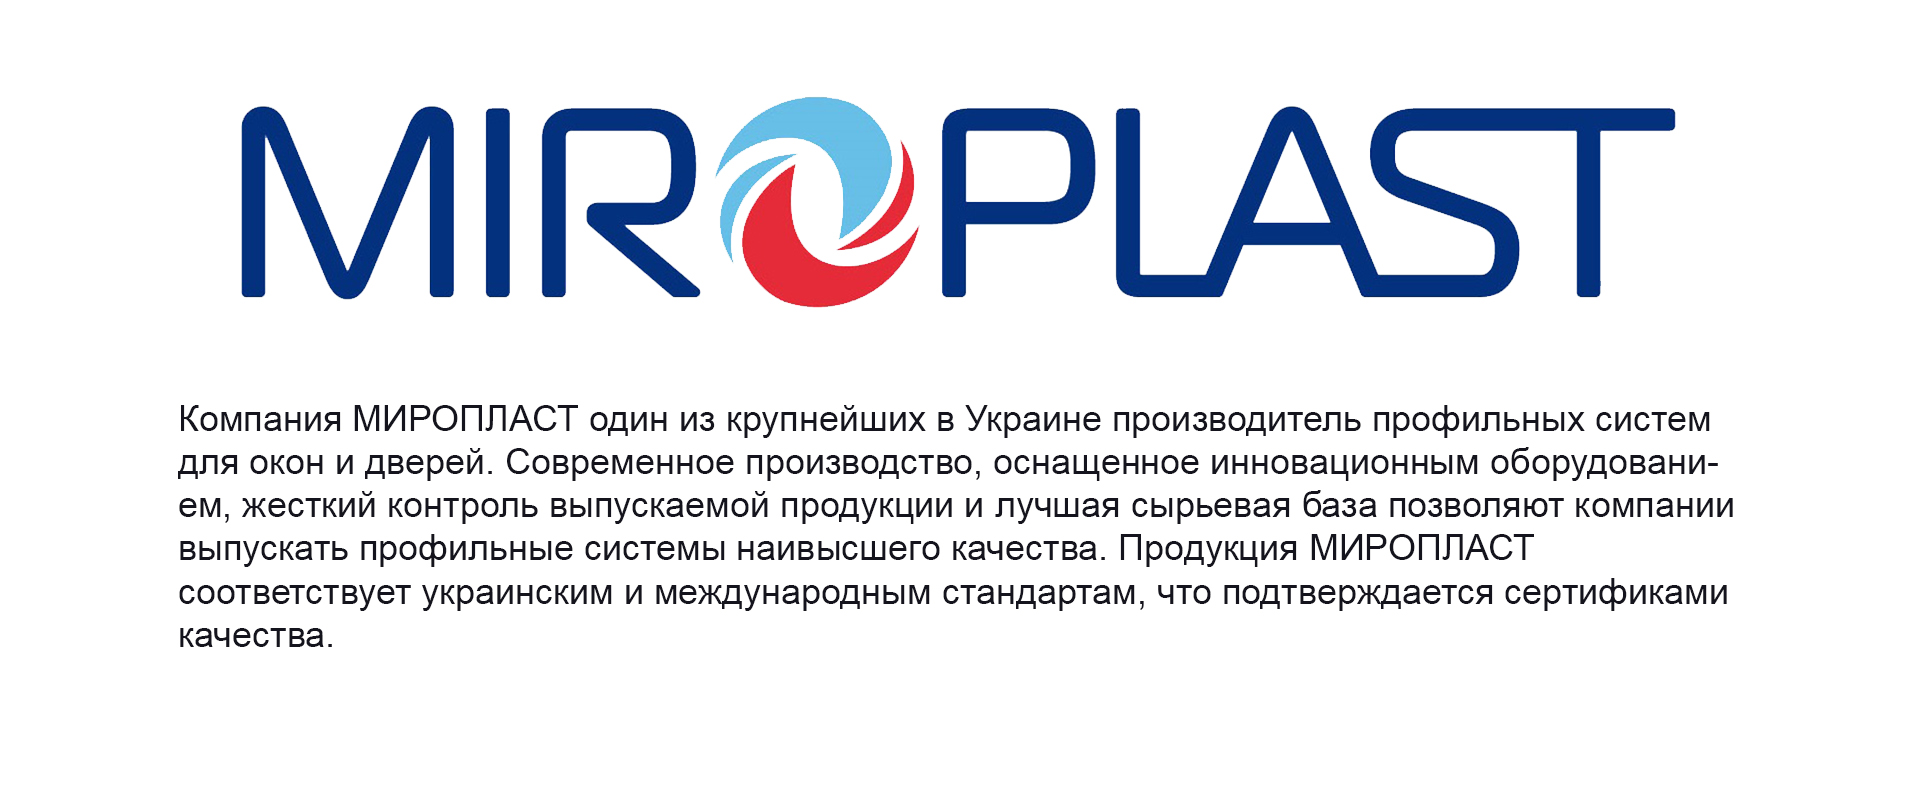 MIROPLAST
Компания МИРОПЛАСТ один из крупнейших в Украине производитель профильных систем
для окон и дверей. Современное производство, оснащенное инновационным оборудовани-
ем, жесткий контроль выпускаемой продукции и лучшая сырьевая база позволяют компании
выпускать профильные системы наивысшего качества. Продукция МИРОПЛАСТ
соответствует украинским и международным стандартам, что подтверждается сертификами
качества.